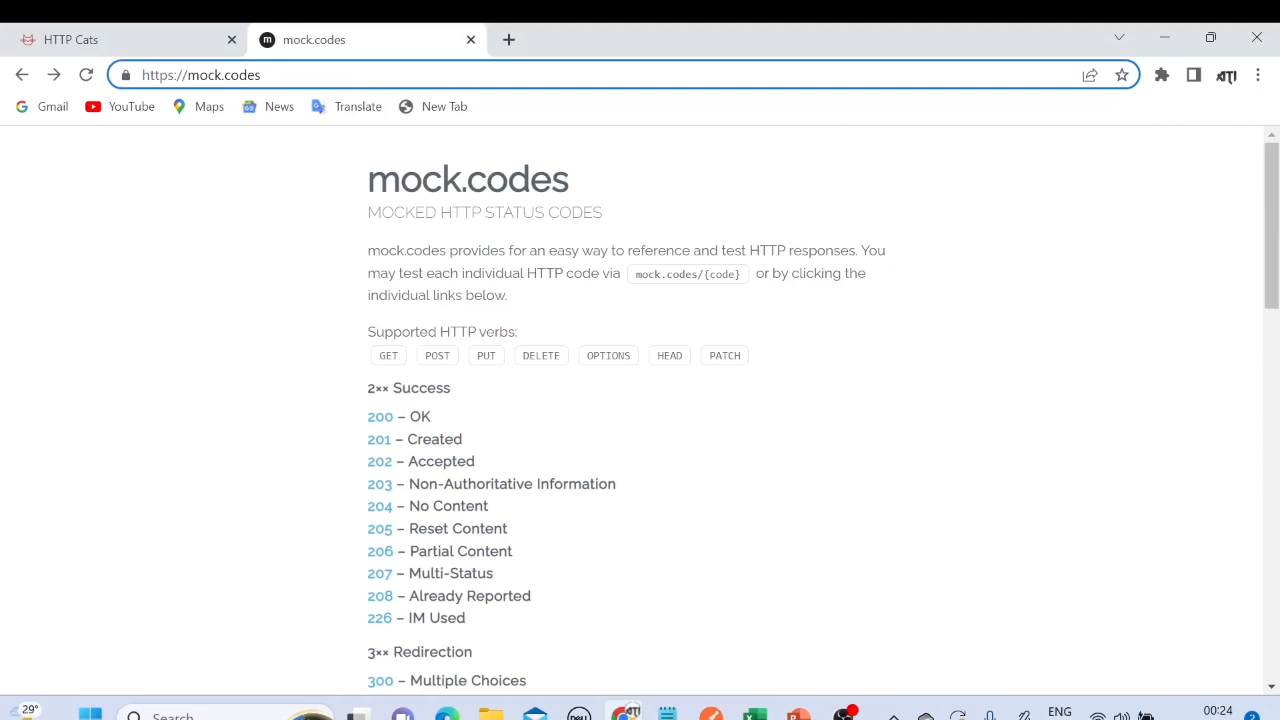 HTTP Cats
mock.codes
https://mock.codes
Gmail
YouTube
Maps
News
Translate
New Tab
mock.codes
MOCKED HTTP STATUS CODES
mock.codes provides for an easy way to reference and test HTTP responses. You
may test each individual HTTP code via mock.codes/{code} or by clicking the
individual links below.
Supported HTTP verbs:
GET POST PUT DELETE OPTIONS HEAD PATCH
2×× Success
200 – OK
201 – Created
202 – Accepted
203 – Non-Authoritative Information
204 – No Content
205 – Reset Content
206 – Partial Content
207 – Multi-Status
208 – Already Reported
226 – IM Used
3×× Redirection
300 – Multiple Choices
29°
Search
ENG
00:24